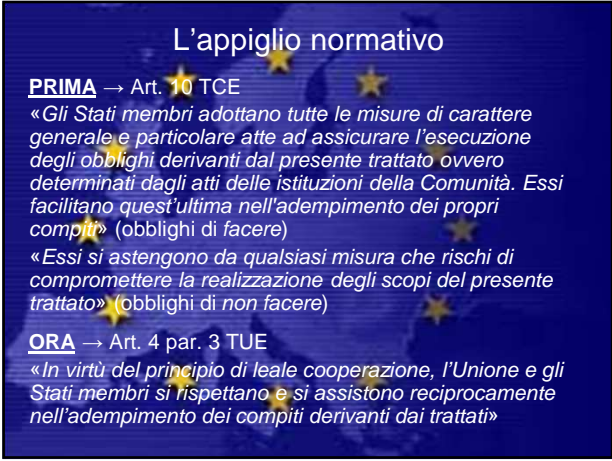 L'appiglio normativo
PRIMA → Art. 10 TCE
«Gli Stati membri adottano tutte le misure di carattere
generale e particolare atte ad assicurare l’esecuzione
degli obblighi derivanti dal presente trattato ovvero
determinati dagli atti delle istituzioni della Comunità. Essi
facilitano quest’ultima nell'adempimento dei propri
compiti» (obblighi di facere)
«Essi si astengono da qualsiasi misura che rischi di
compromettere la realizzazione degli scopi del presente
trattato» (obblighi di non facere)
ORA → Art. 4 par. 3 TUE
«In virtù del principio di leale cooperazione, l’Unione e gli
Stati membri si rispettano e si assistono reciprocamente
nell’adempimento dei compiti derivanti dai trattati»